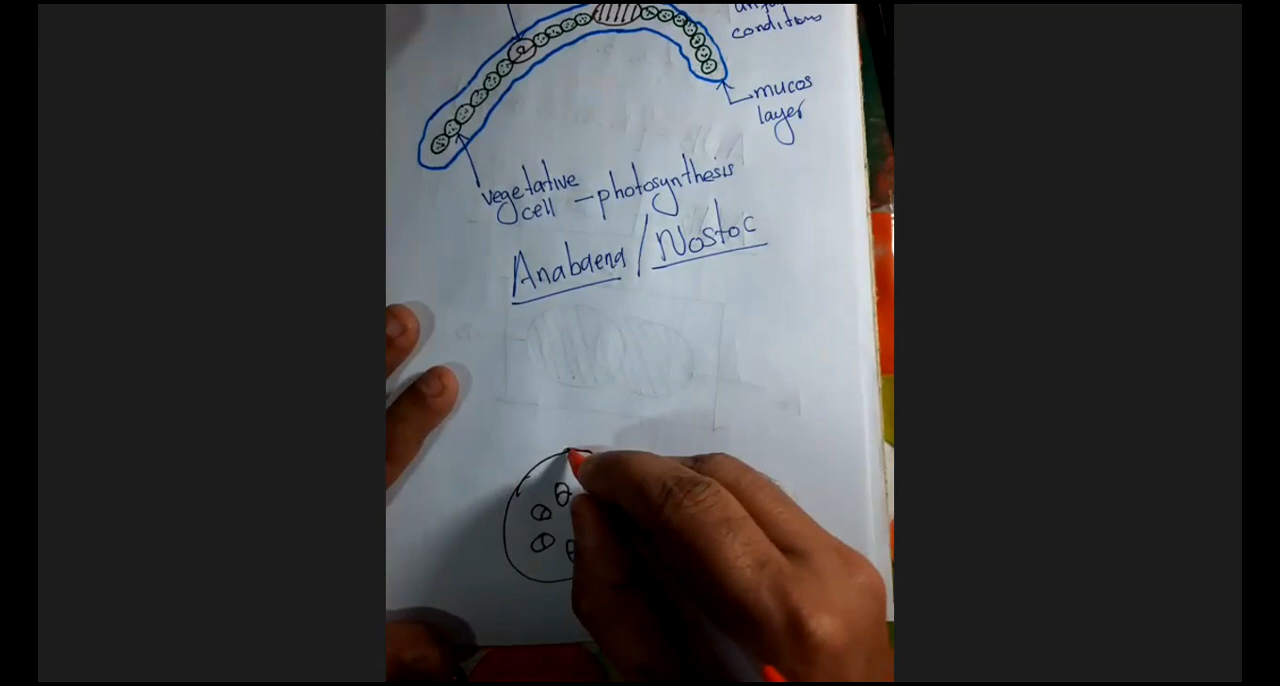 conditions
mucos
layer
vegetative
cell – photosynthesis
Anabaena / Nostoc